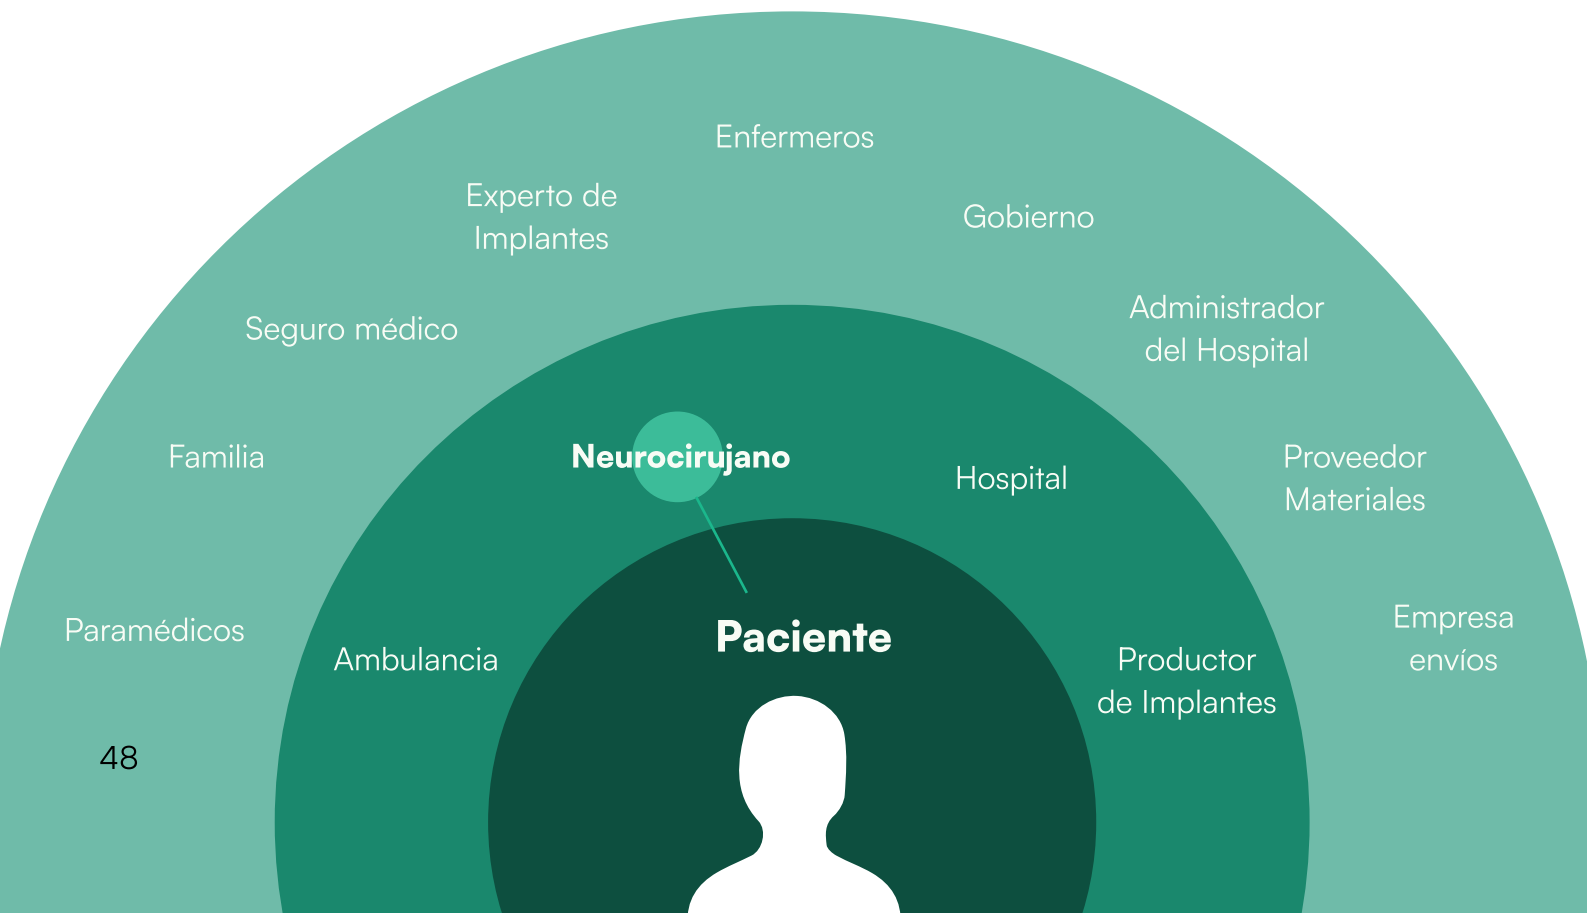 Enfermeros
Experto de
Implantes
Gobierno
Seguro médico
Administrador
del Hospital
Familia
Neurocirujano
Hospital
Proveedor
Materiales
Paramédicos
Ambulancia
Paciente
Productor
de Implantes
Empresa
envíos
48